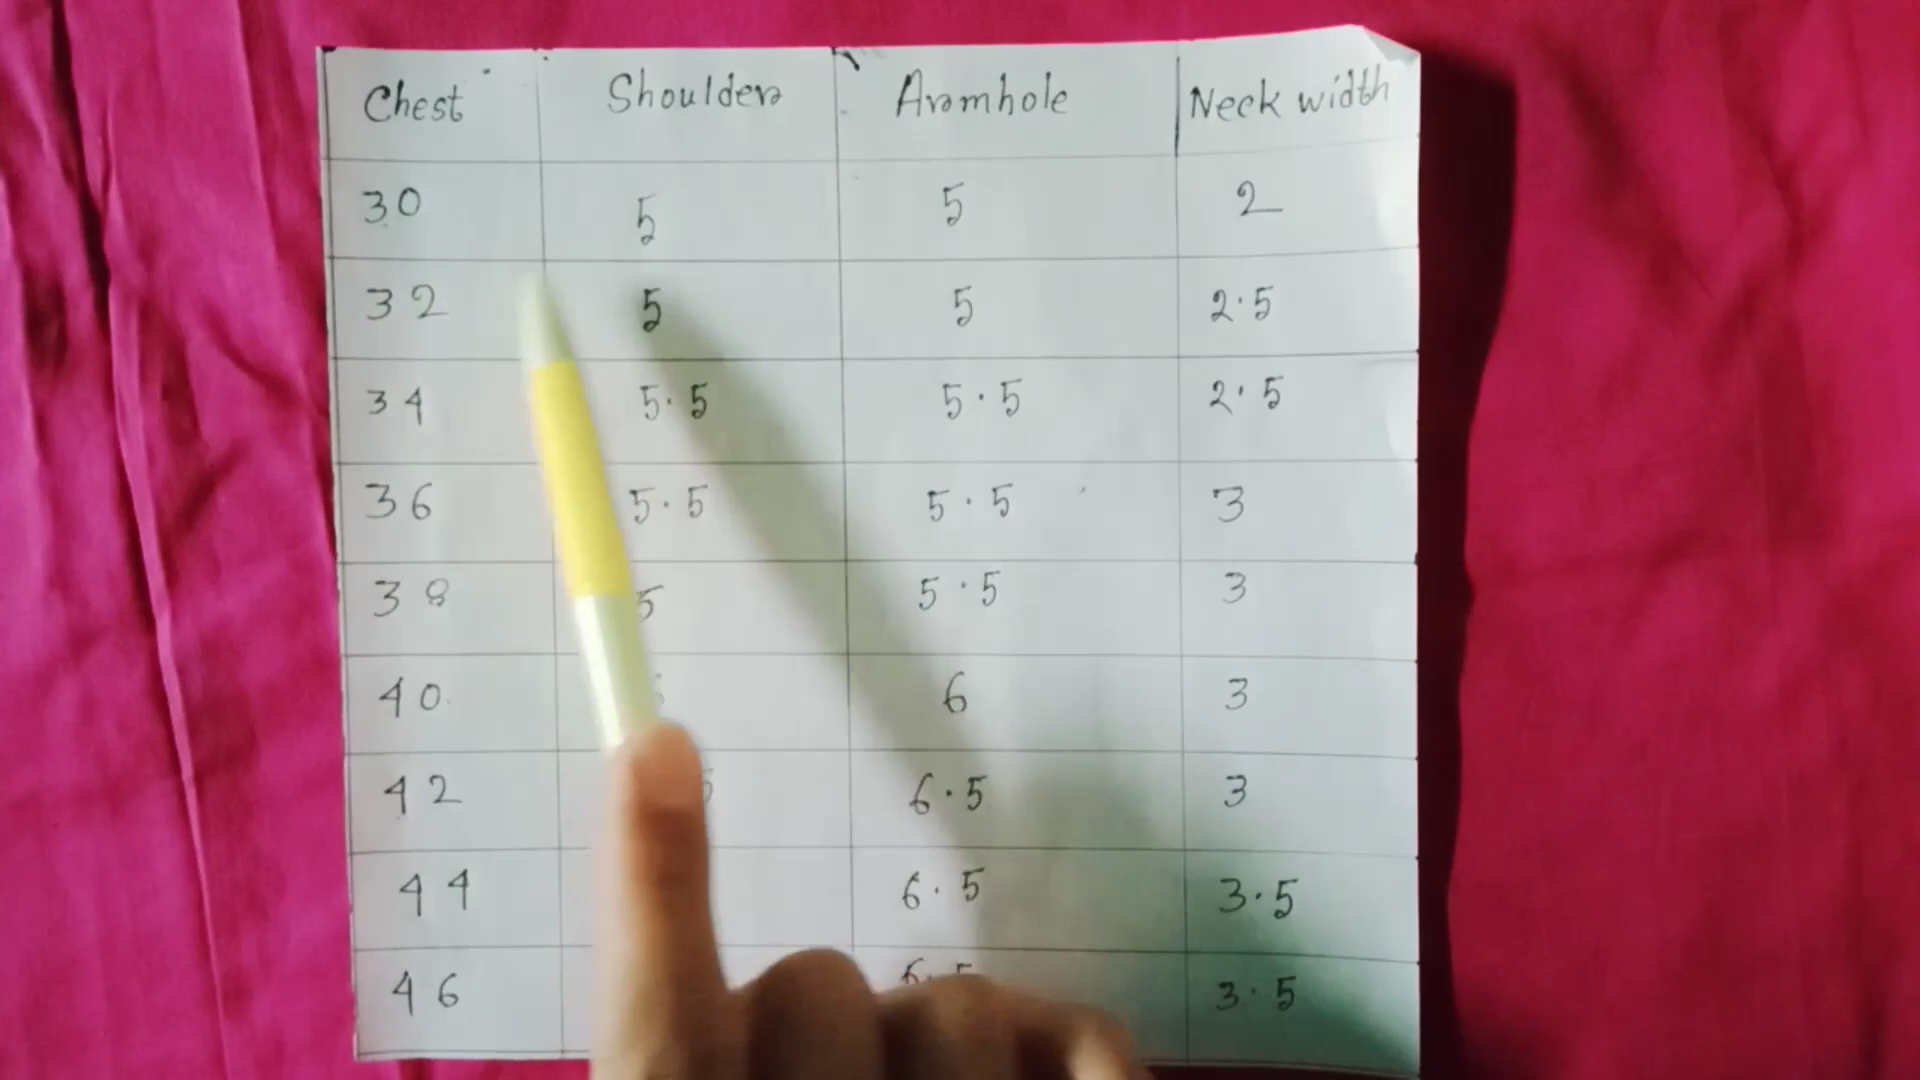 Chest Shoulder Armhole Neck width
30 5 5 2
32 5 5 2.5
34 5.5 5.5 2.5
36 5.5 5.5 3
38 5.5 3
40 6 3
42 6.5 3
44 6.5 3.5
46 3.5